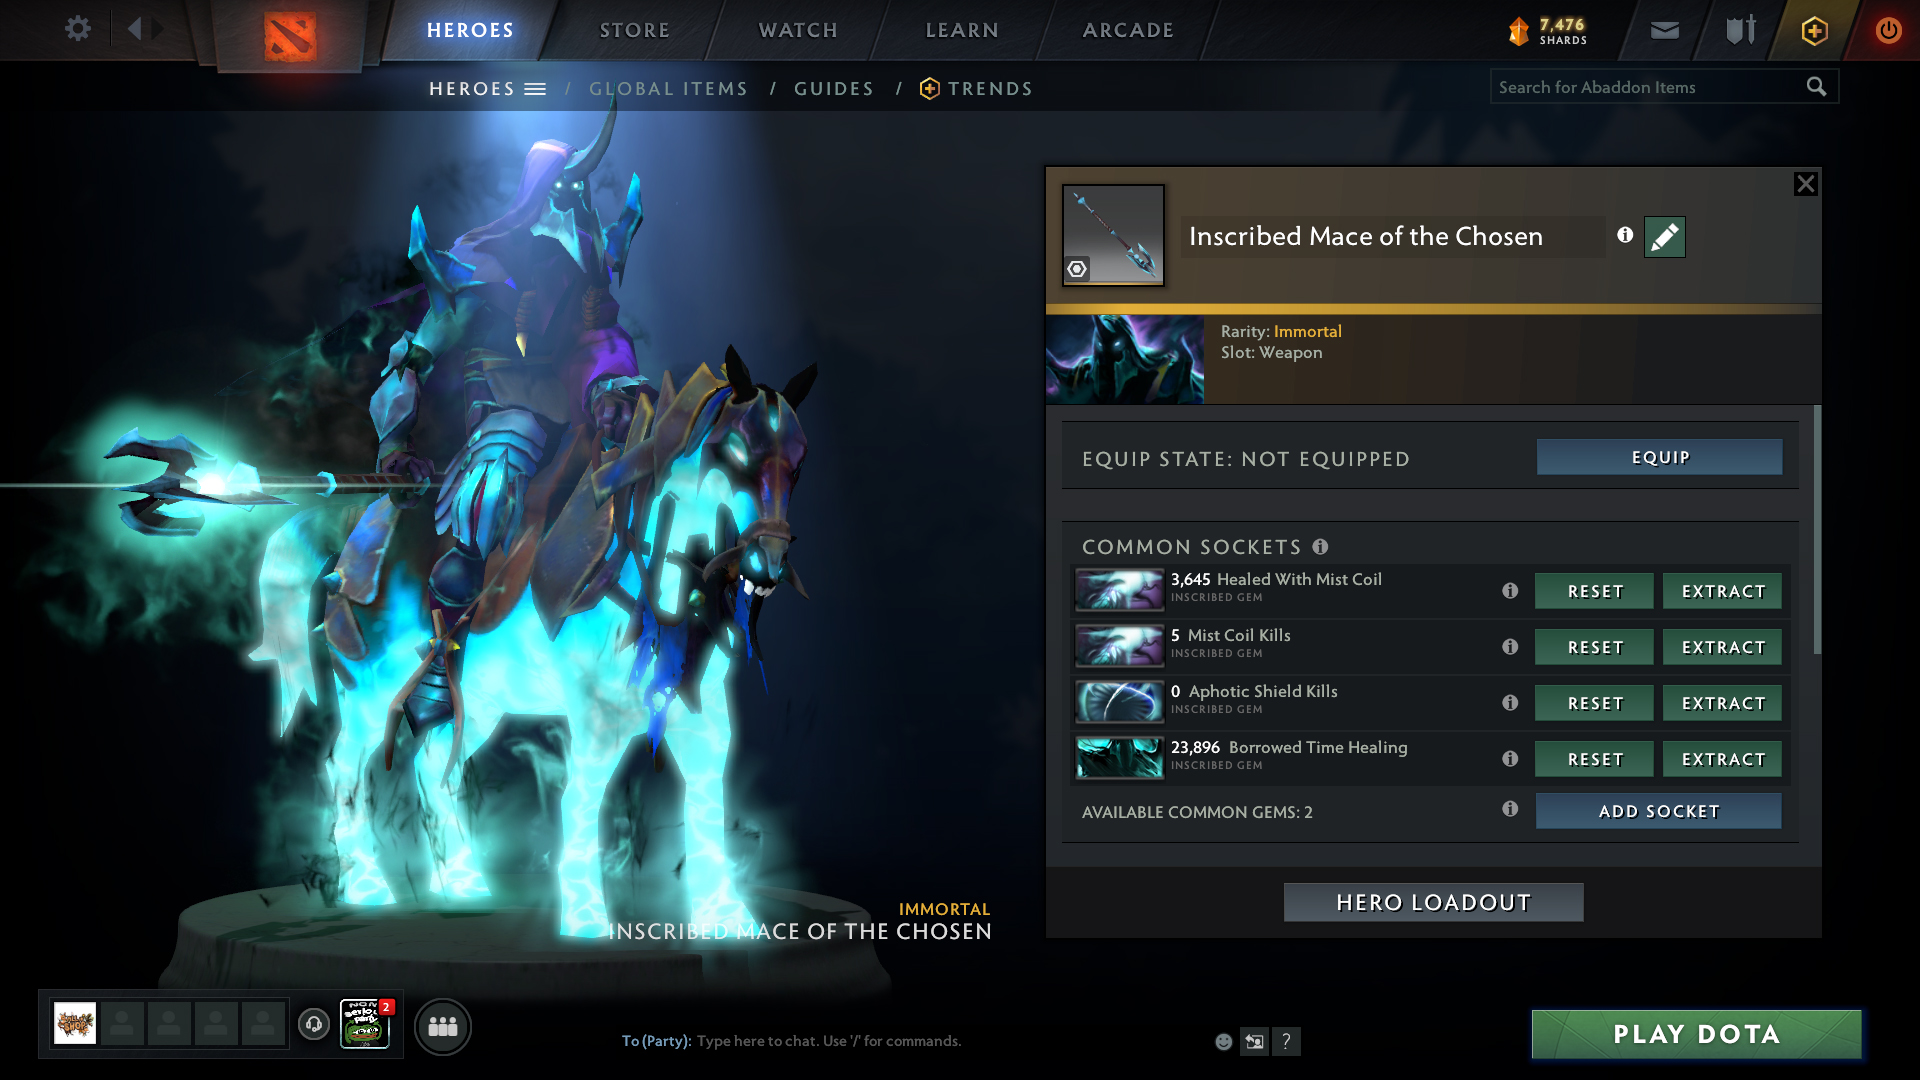 HEROES
STORE
WATCH
LEARN
ARCADE
7,476
SHARDS
HEROES / GLOBAL ITEMS / GUIDES / TRENDS
Search for Abaddon Items
Inscribed Mace of the Chosen
Rarity: Immortal
Slot: Weapon
EQUIP STATE: NOT EQUIPPED
EQUIP
COMMON SOCKETS
3,645 Healed With Mist Coil
INSCRIBED GEM
RESET
EXTRACT
5 Mist Coil Kills
INSCRIBED GEM
RESET
EXTRACT
0 Aphotic Shield Kills
INSCRIBED GEM
RESET
EXTRACT
23,896 Borrowed Time Healing
INSCRIBED GEM
RESET
EXTRACT
AVAILABLE COMMON GEMS: 2
ADD SOCKET
HERO LOADOUT
IMMORTAL
INSCRIBED MACE OF THE CHOSEN
2
To (Party): Type here to chat. Use '/' for commands.
?
PLAY DOTA